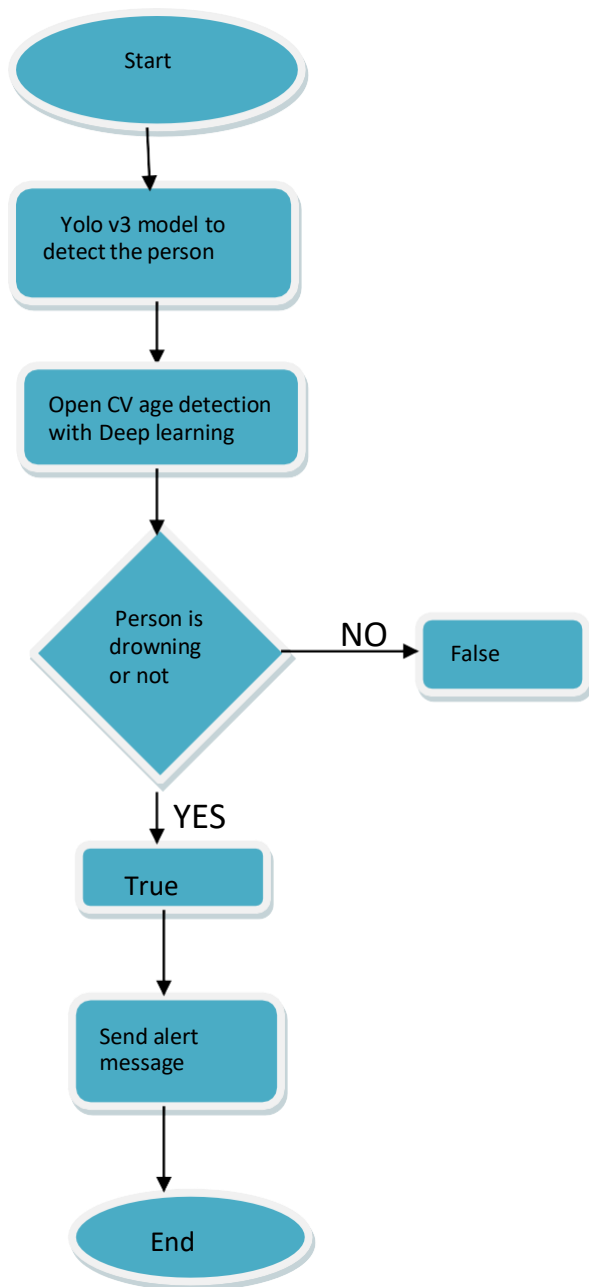 Start
Yolo v3 model to
detect the person
Open CV age detection
with Deep learning
Person is
drowning
or not
NO
False
YES
True
Send alert
message
End